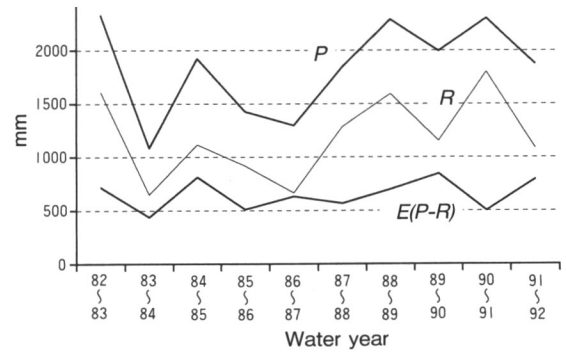 2000
1500
1000
500
0
mm
P
R
E(P-R)
82 83 84 85 86 87 88 89 90 91
~ ~ ~ ~ ~ ~ ~ ~ ~ ~
83 84 85 86 87 88 89 90 91 92
Water year